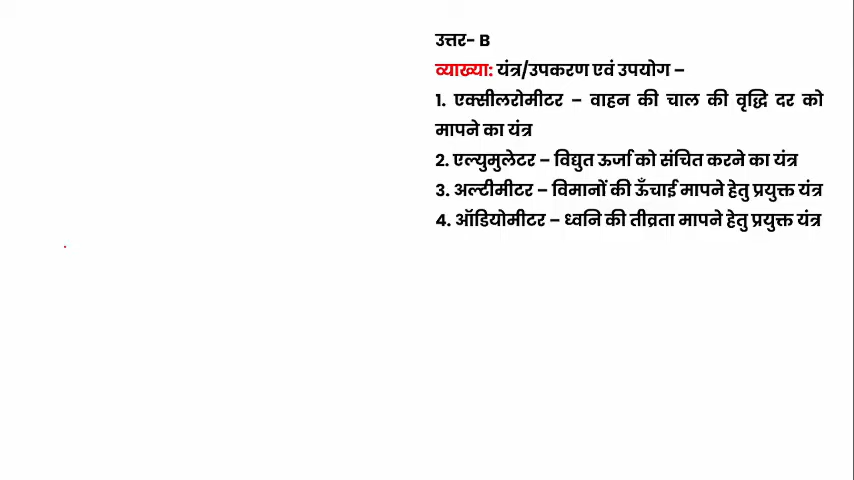 उत्तर- B
व्याख्या: यंत्र/उपकरण एवं उपयोग –
1. एक्सीलरोमीटर – वाहन की चाल की वृद्धि दर को
मापने का यंत्र
2. एल्युमुलेटर – विद्युत ऊर्जा को संचित करने का यंत्र
3. अल्टीमीटर – विमानों की ऊँचाई मापने हेतु प्रयुक्त यंत्र
4. ऑडियोमीटर – ध्वनि की तीव्रता मापने हेतु प्रयुक्त यंत्र